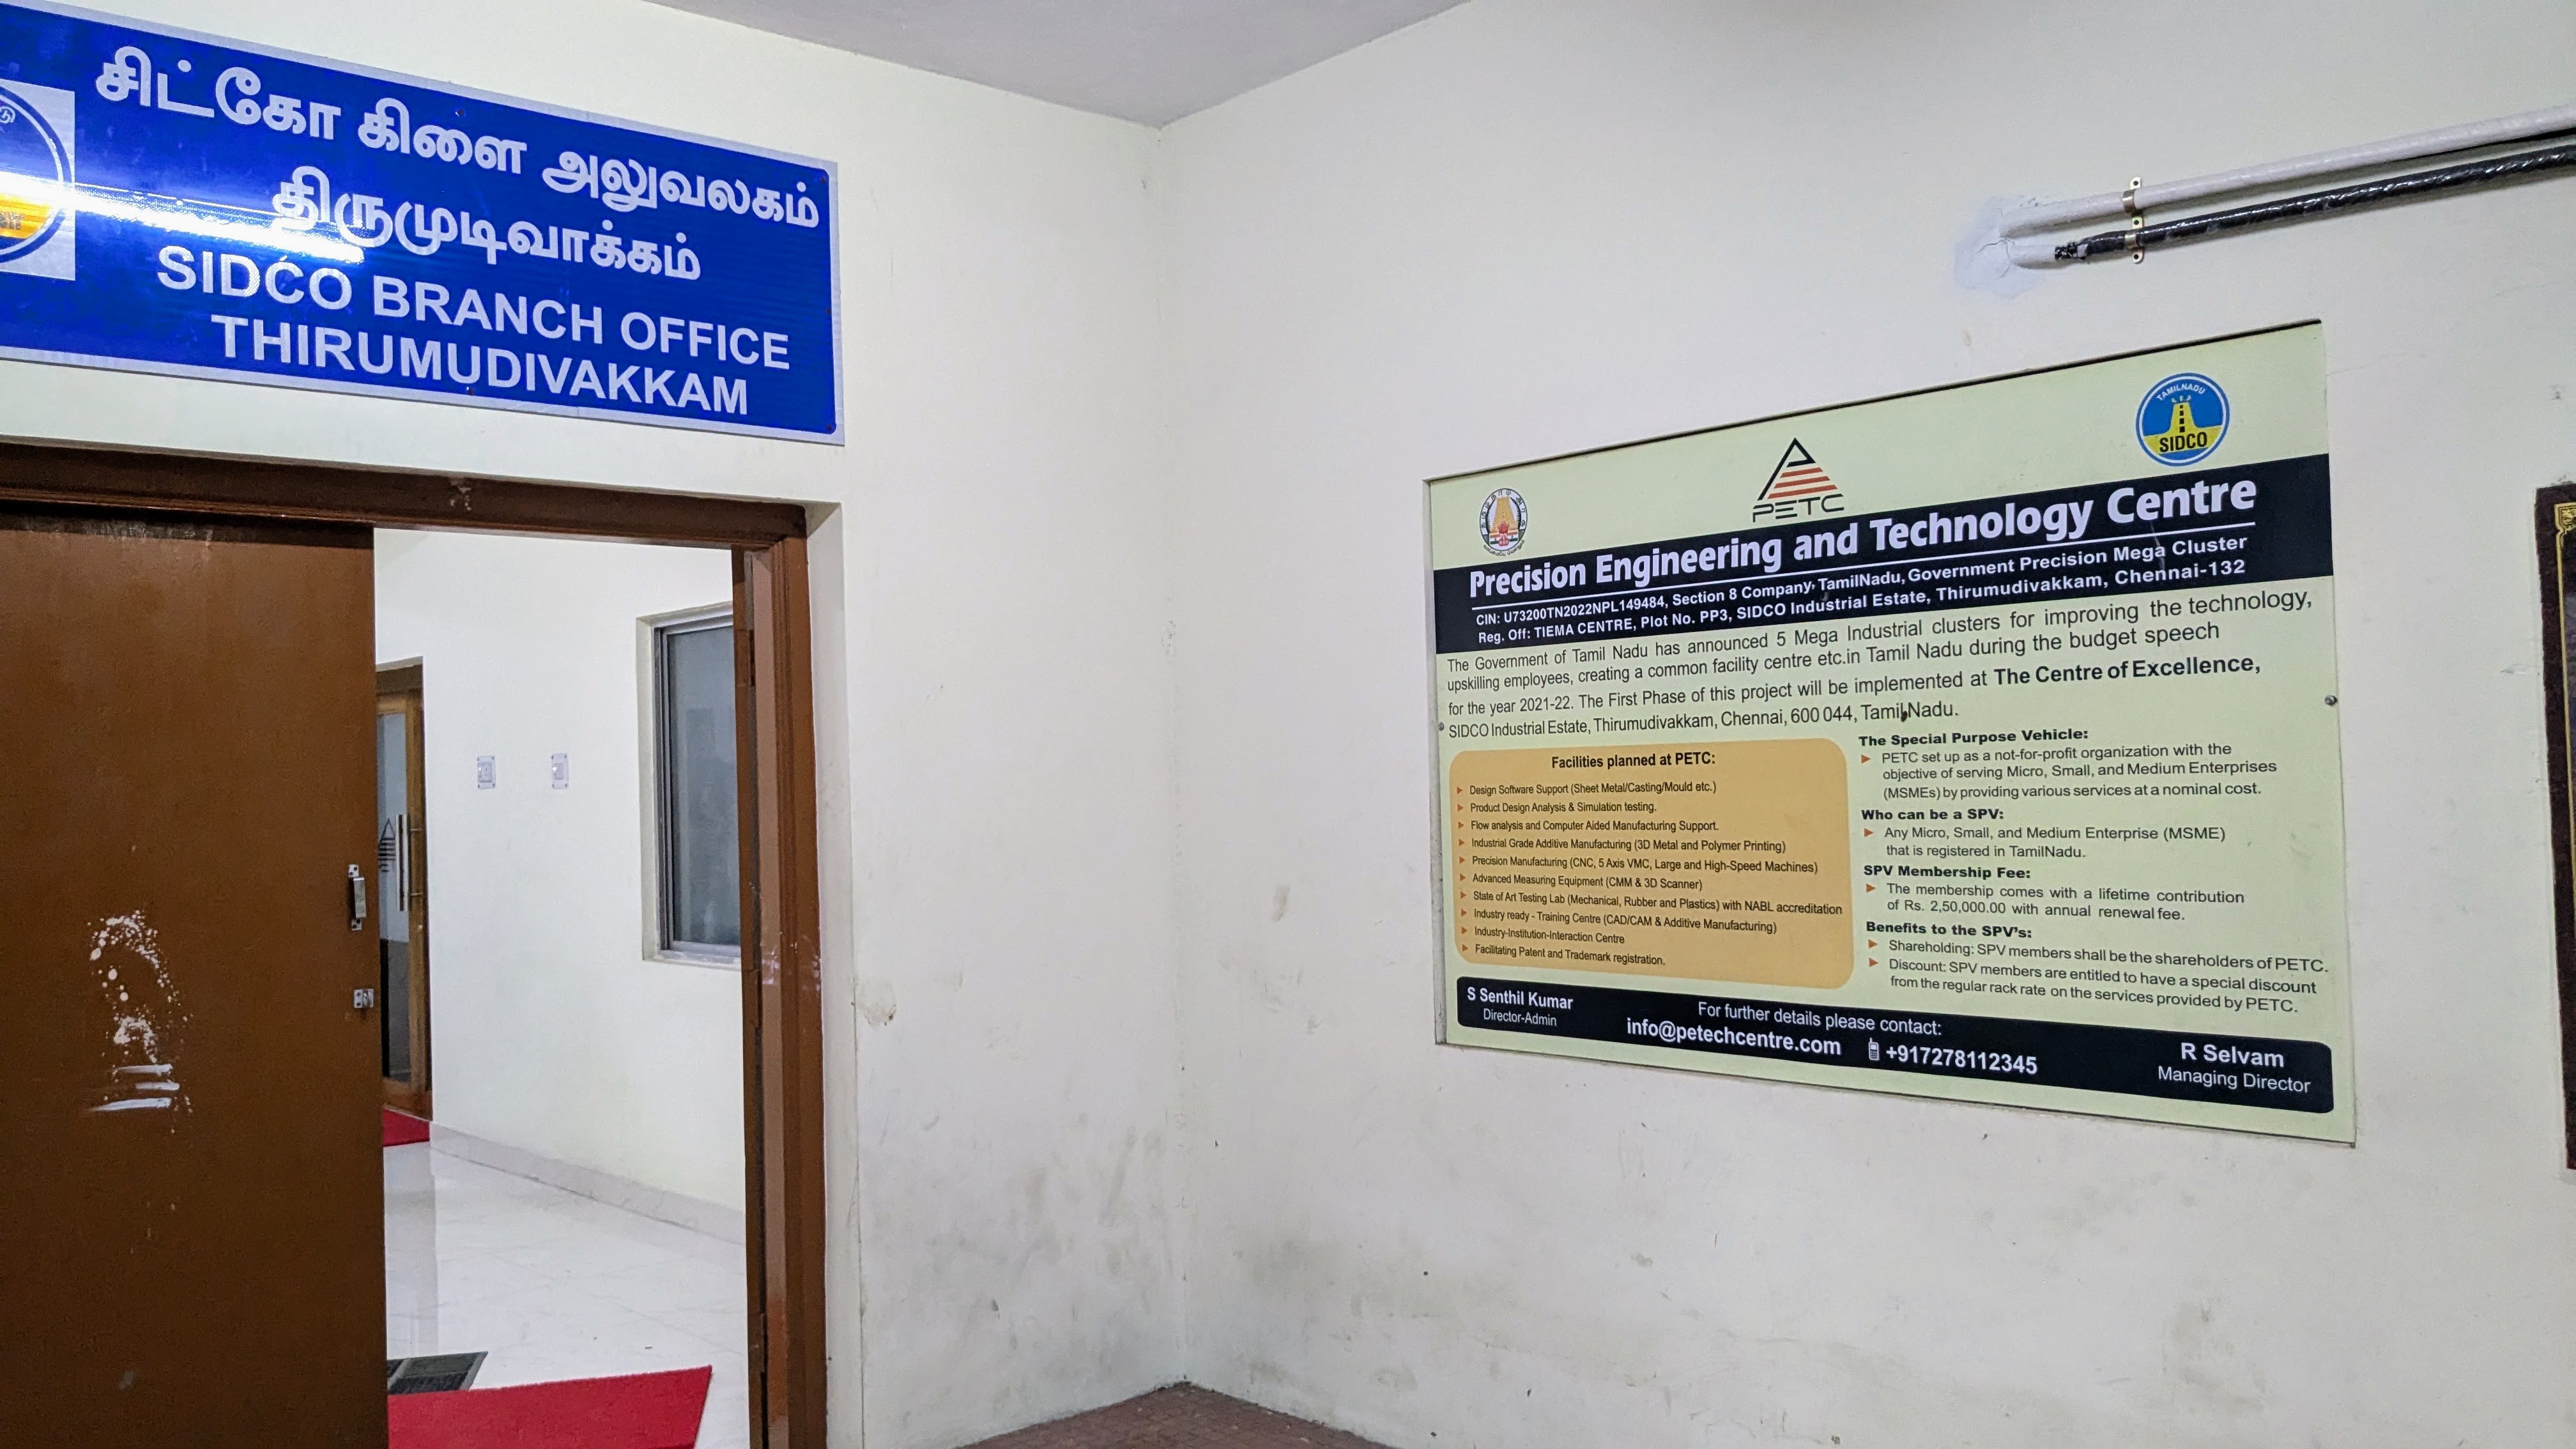 சிட்கோ கிளை அலுவலகம்
திருமுடிவாக்கம்
SIDCO BRANCH OFFICE
THIRUMUDIVAKKAM
TAMILNADU
SIDCO
PETC
Precision Engineering and Technology Centre
CIN: U73200TN2022NPL149484, Section 8 Company, TamilNadu, Government Precision Mega Cluster
Reg. Off: TIEMA CENTRE, Plot No. PP3, SIDCO Industrial Estate, Thirumudivakkam, Chennai-132
The Government of Tamil Nadu has announced 5 Mega Industrial clusters for improving the technology,
upskilling employees, creating a common facility centre etc.in Tamil Nadu during the budget speech
for the year 2021-22. The First Phase of this project will be implemented at The Centre of Excellence,
SIDCO Industrial Estate, Thirumudivakkam, Chennai, 600 044, Tamil Nadu.
Facilities planned at PETC:
Design Software Support (Sheet Metal/Casting/Mould etc.)
Product Design Analysis & Simulation testing.
Flow analysis and Computer Aided Manufacturing Support.
Industrial Grade Additive Manufacturing (3D Metal and Polymer Printing)
Precision Manufacturing (CNC, 5 Axis VMC, Large and High-Speed Machines)
Advanced Measuring Equipment (CMM & 3D Scanner)
State of Art Testing Lab (Mechanical, Rubber and Plastics) with NABL accreditation
Industry ready - Training Centre (CAD/CAM & Additive Manufacturing)
Industry-Institution-Interaction Centre
Facilitating Patent and Trademark registration.
The Special Purpose Vehicle:
PETC set up as a not-for-profit organization with the
objective of serving Micro, Small, and Medium Enterprises
(MSMEs) by providing various services at a nominal cost.
Who can be a SPV:
Any Micro, Small, and Medium Enterprise (MSME)
that is registered in TamilNadu.
SPV Membership Fee:
The membership comes with a lifetime contribution
of Rs. 2,50,000.00 with annual renewal fee.
Benefits to the SPV's:
Shareholding: SPV members shall be the shareholders of PETC.
Discount: SPV members are entitled to have a special discount
from the regular rack rate on the services provided by PETC.
S Senthil Kumar
Director-Admin
For further details please contact:
info@petechcentre.com +917278112345
R Selvam
Managing Director